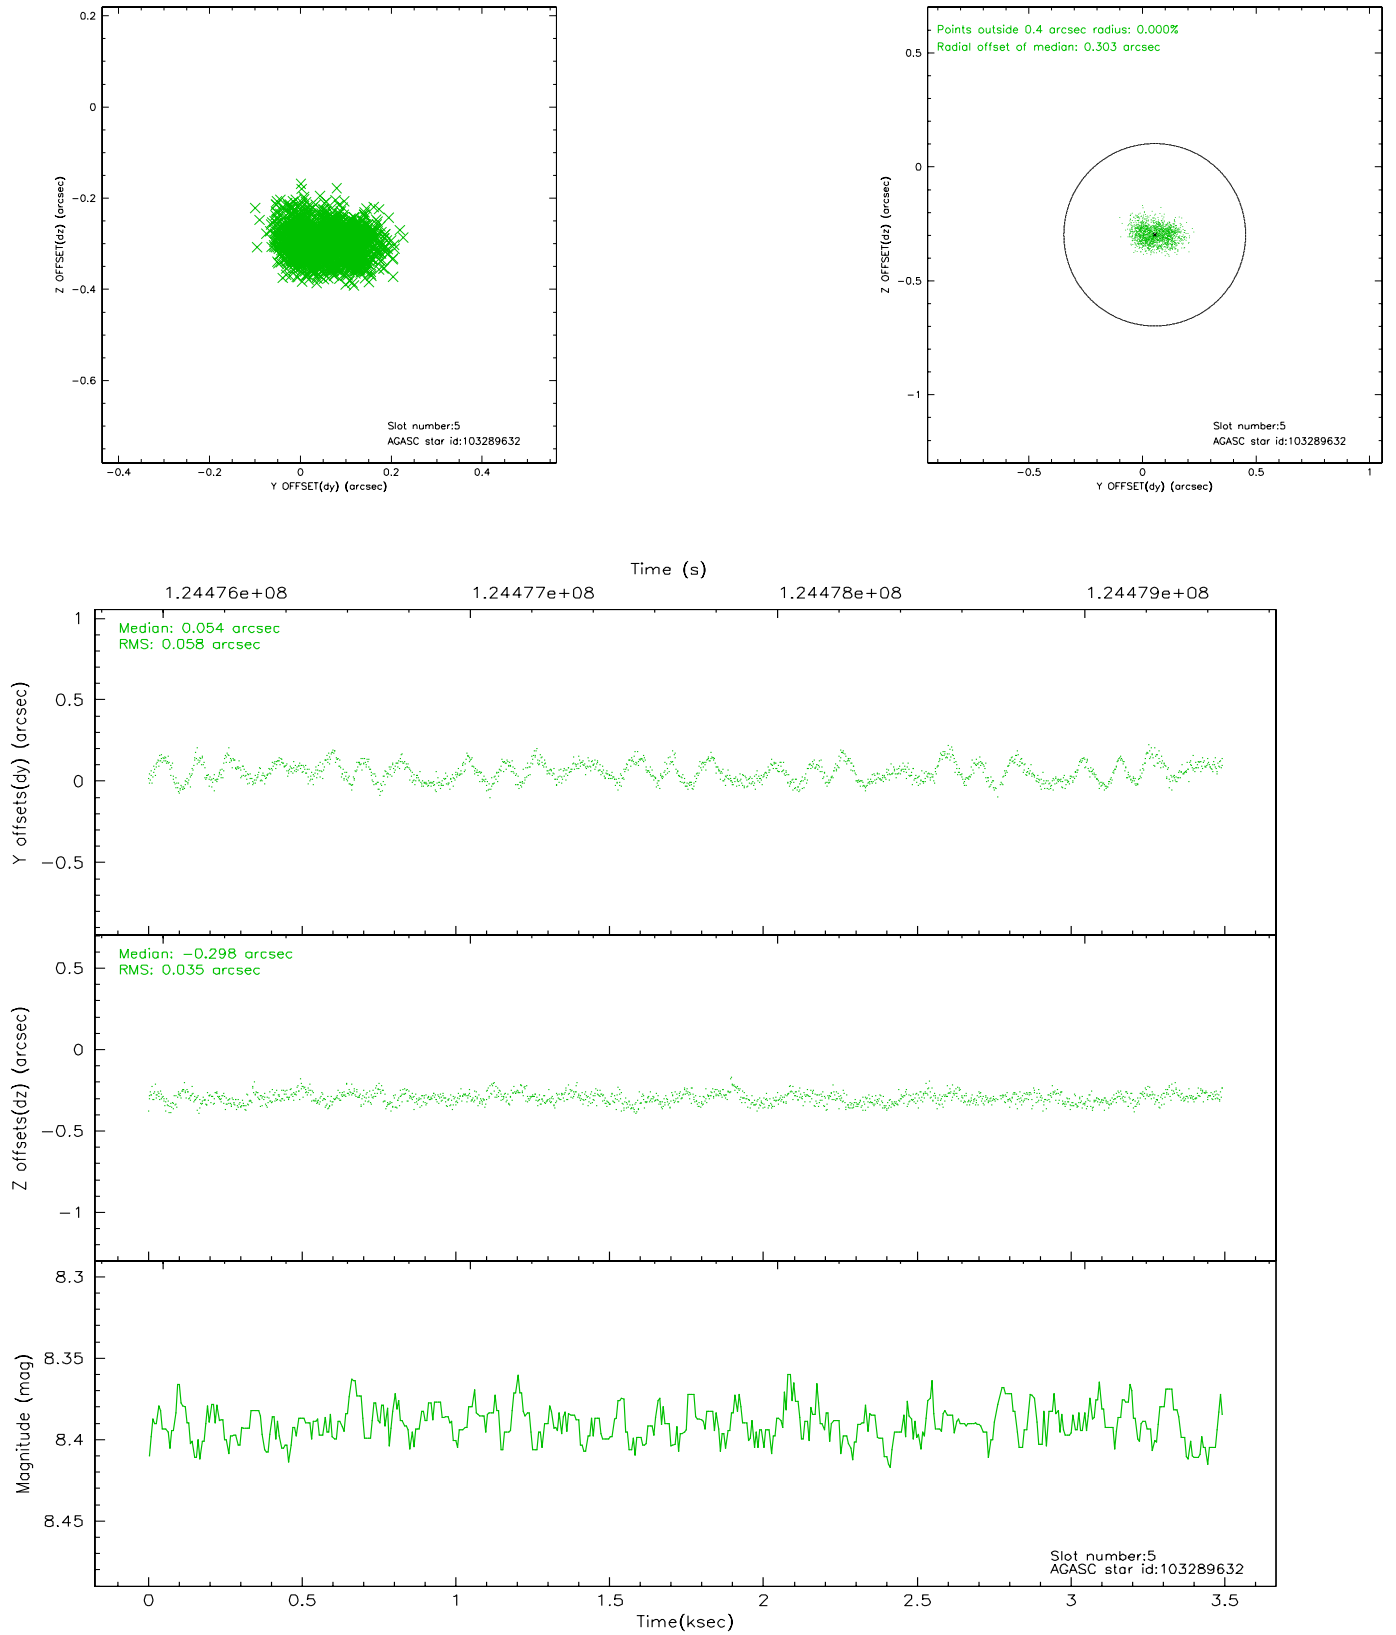 0.2
0
−0.2
−0.4
−0.6
Z OFFSET(dz) (arcsec)
Slot number:5
AGASC star id:103289632
−0.4 −0.2 0 0.2 0.4
Y OFFSET(dy) (arcsec)
Points outside 0.4 arcsec radius: 0.000%
Radial offset of median: 0.303 arcsec
0.5
0
−0.5
−1
Z OFFSET(dz) (arcsec)
Slot number:5
AGASC star id:103289632
−0.5 0 0.5 1
Y OFFSET(dy) (arcsec)
Time (s)
1.24476e+08 1.24477e+08 1.24478e+08 1.24479e+08
Median: 0.054 arcsec
RMS: 0.058 arcsec
1
0.5
0
−0.5
Y offsets(dy) (arcsec)
Median: −0.298 arcsec
RMS: 0.035 arcsec
0.5
0
−0.5
−1
Z offsets(dz) (arcsec)
8.3
8.35
8.4
8.45
Magnitude (mag)
Slot number:5
AGASC star id:103289632
0 0.5 1 1.5 2 2.5 3 3.5
Time(ksec)